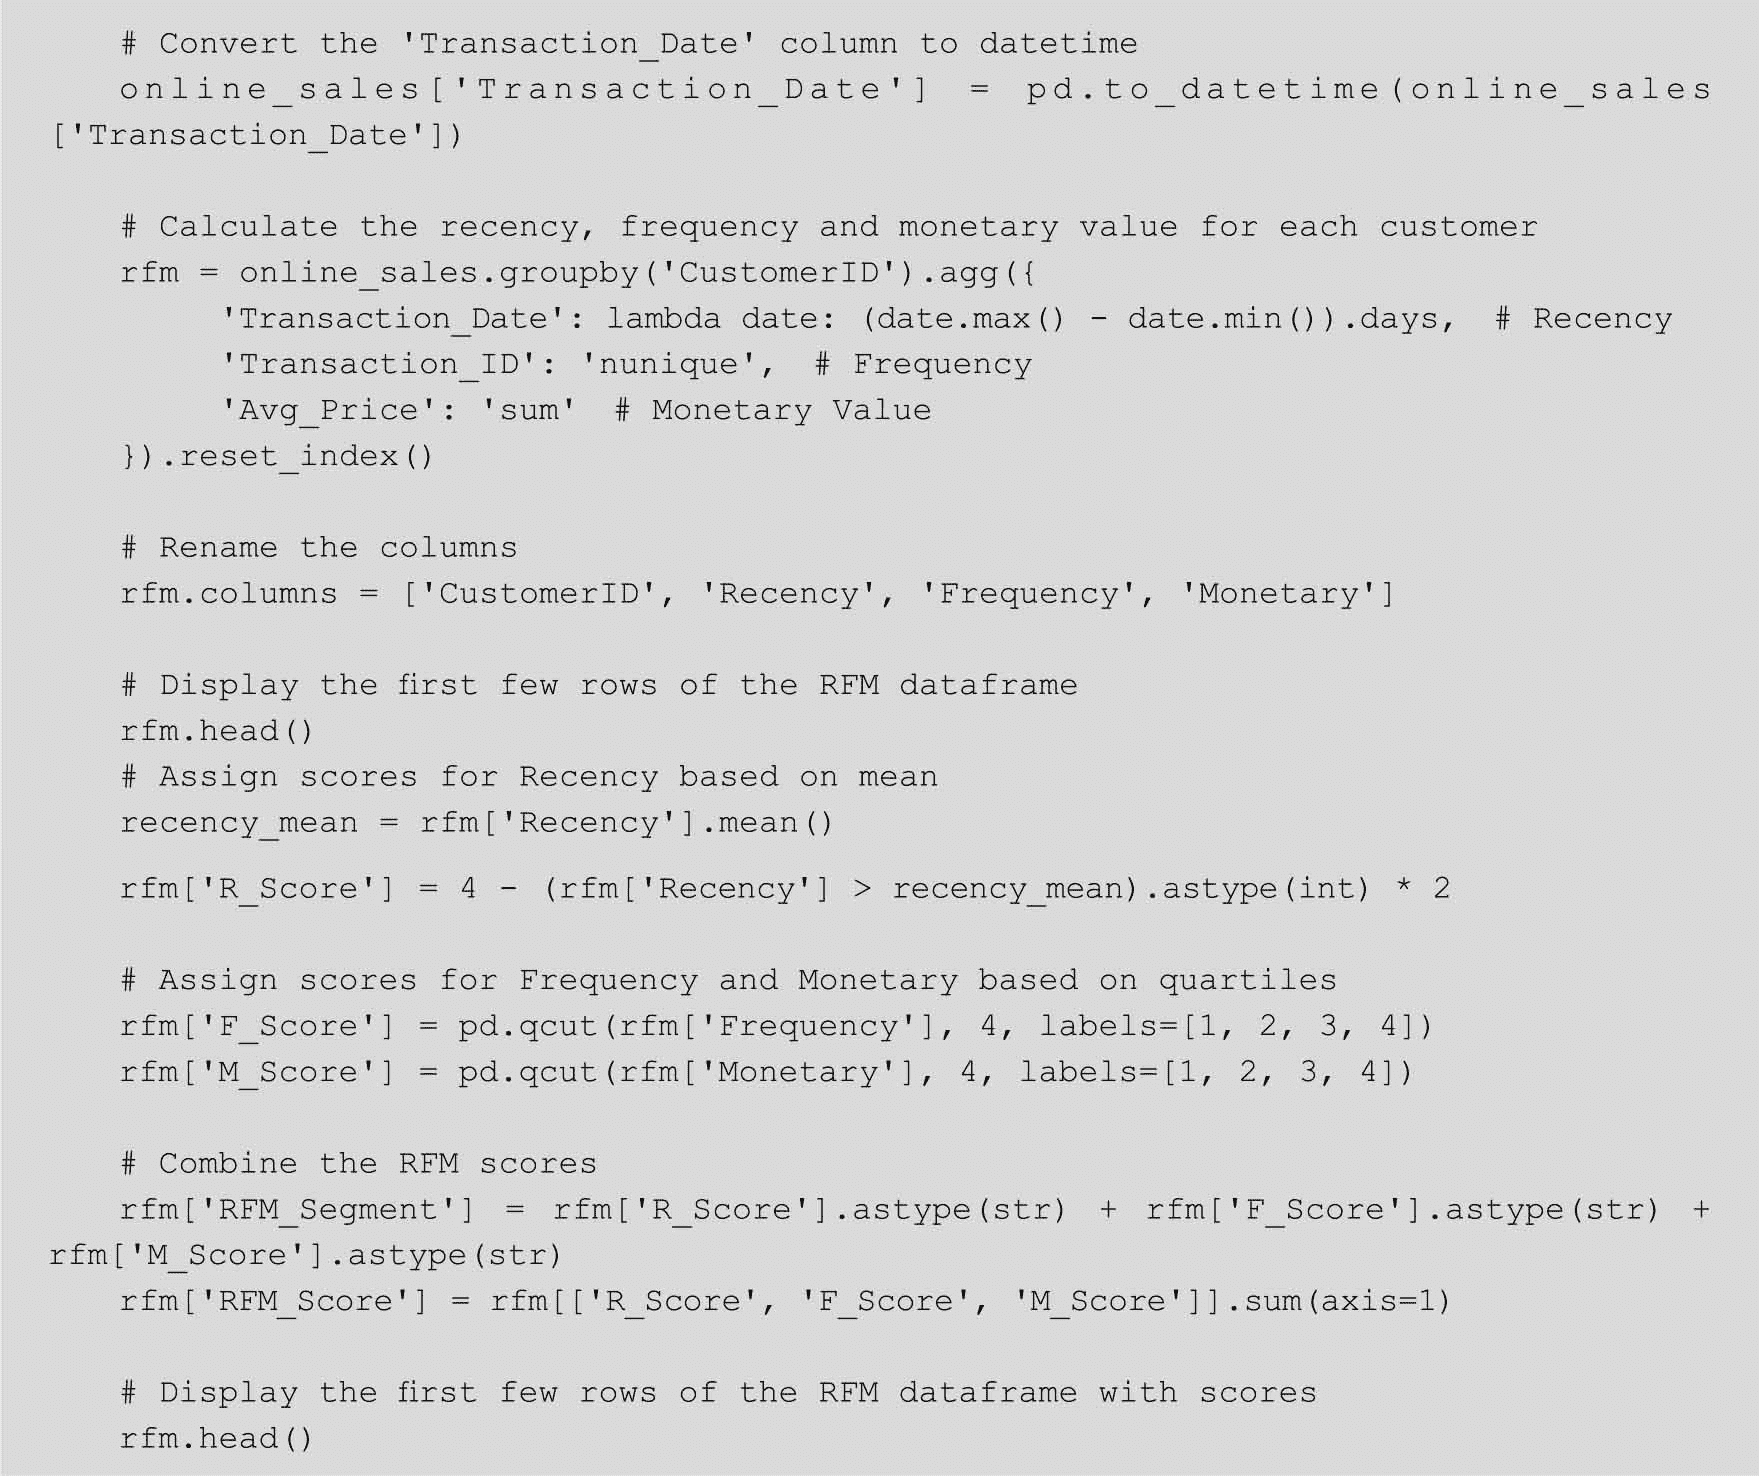 # Convert the 'Transaction_Date' column to datetime
online_sales['Transaction_Date'] = pd.to_datetime(online_sales
['Transaction_Date'])
# Calculate the recency, frequency and monetary value for each customer
rfm = online_sales.groupby('CustomerID').agg({
'Transaction_Date': lambda date: (date.max() - date.min()).days, # Recency
'Transaction_ID': 'nunique', # Frequency
'Avg_Price': 'sum' # Monetary Value
}).reset_index()
# Rename the columns
rfm.columns = ['CustomerID', 'Recency', 'Frequency', 'Monetary']
# Display the first few rows of the RFM dataframe
rfm.head()
# Assign scores for Recency based on mean
recency_mean = rfm['Recency'].mean()
rfm['R_Score'] = 4 - (rfm['Recency'] > recency_mean).astype(int) * 2
# Assign scores for Frequency and Monetary based on quartiles
rfm['F_Score'] = pd.qcut(rfm['Frequency'], 4, labels=[1, 2, 3, 4])
rfm['M_Score'] = pd.qcut(rfm['Monetary'], 4, labels=[1, 2, 3, 4])
# Combine the RFM scores
rfm['RFM_Segment'] = rfm['R_Score'].astype(str) + rfm['F_Score'].astype(str) +
rfm['M_Score'].astype(str)
rfm['RFM_Score'] = rfm[['R_Score', 'F_Score', 'M_Score']].sum(axis=1)
# Display the first few rows of the RFM dataframe with scores
rfm.head()